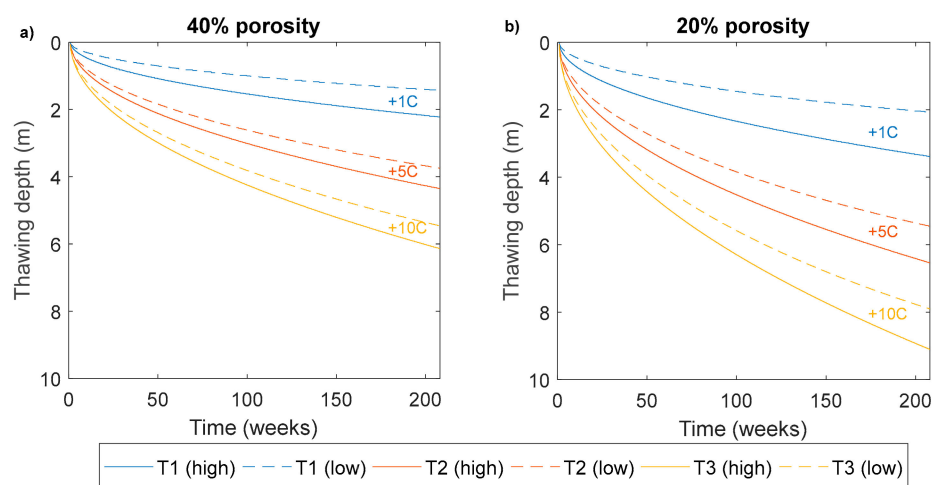 a) 40% porosity
0
2
4
6
8
10
Thawing depth (m)
+1C
+5C
+10C
0 50 100 150 200
Time (weeks)
b) 20% porosity
0
2
4
6
8
10
Thawing depth (m)
+1C
+5C
+10C
0 50 100 150 200
Time (weeks)
T1 (high) T1 (low) T2 (high) T2 (low) T3 (high) T3 (low)